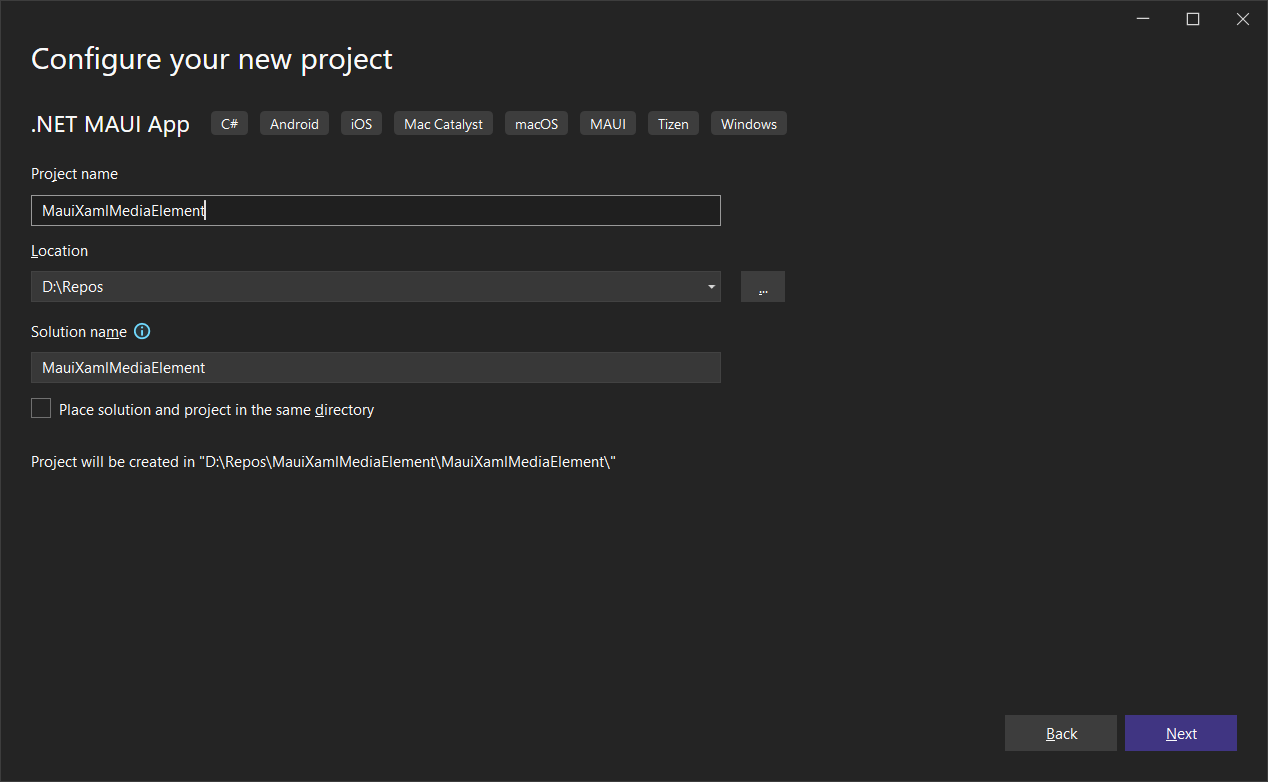 Configure your new project
.NET MAUI App C# Android iOS Mac Catalyst macOS MAUI Tizen Windows
Project name
MauiXamlMediaElement
Location
D:\Repos
...
Solution name
MauiXamlMediaElement
Place solution and project in the same directory
Project will be created in "D:\Repos\MauiXamlMediaElement\MauiXamlMediaElement\"
Back Next